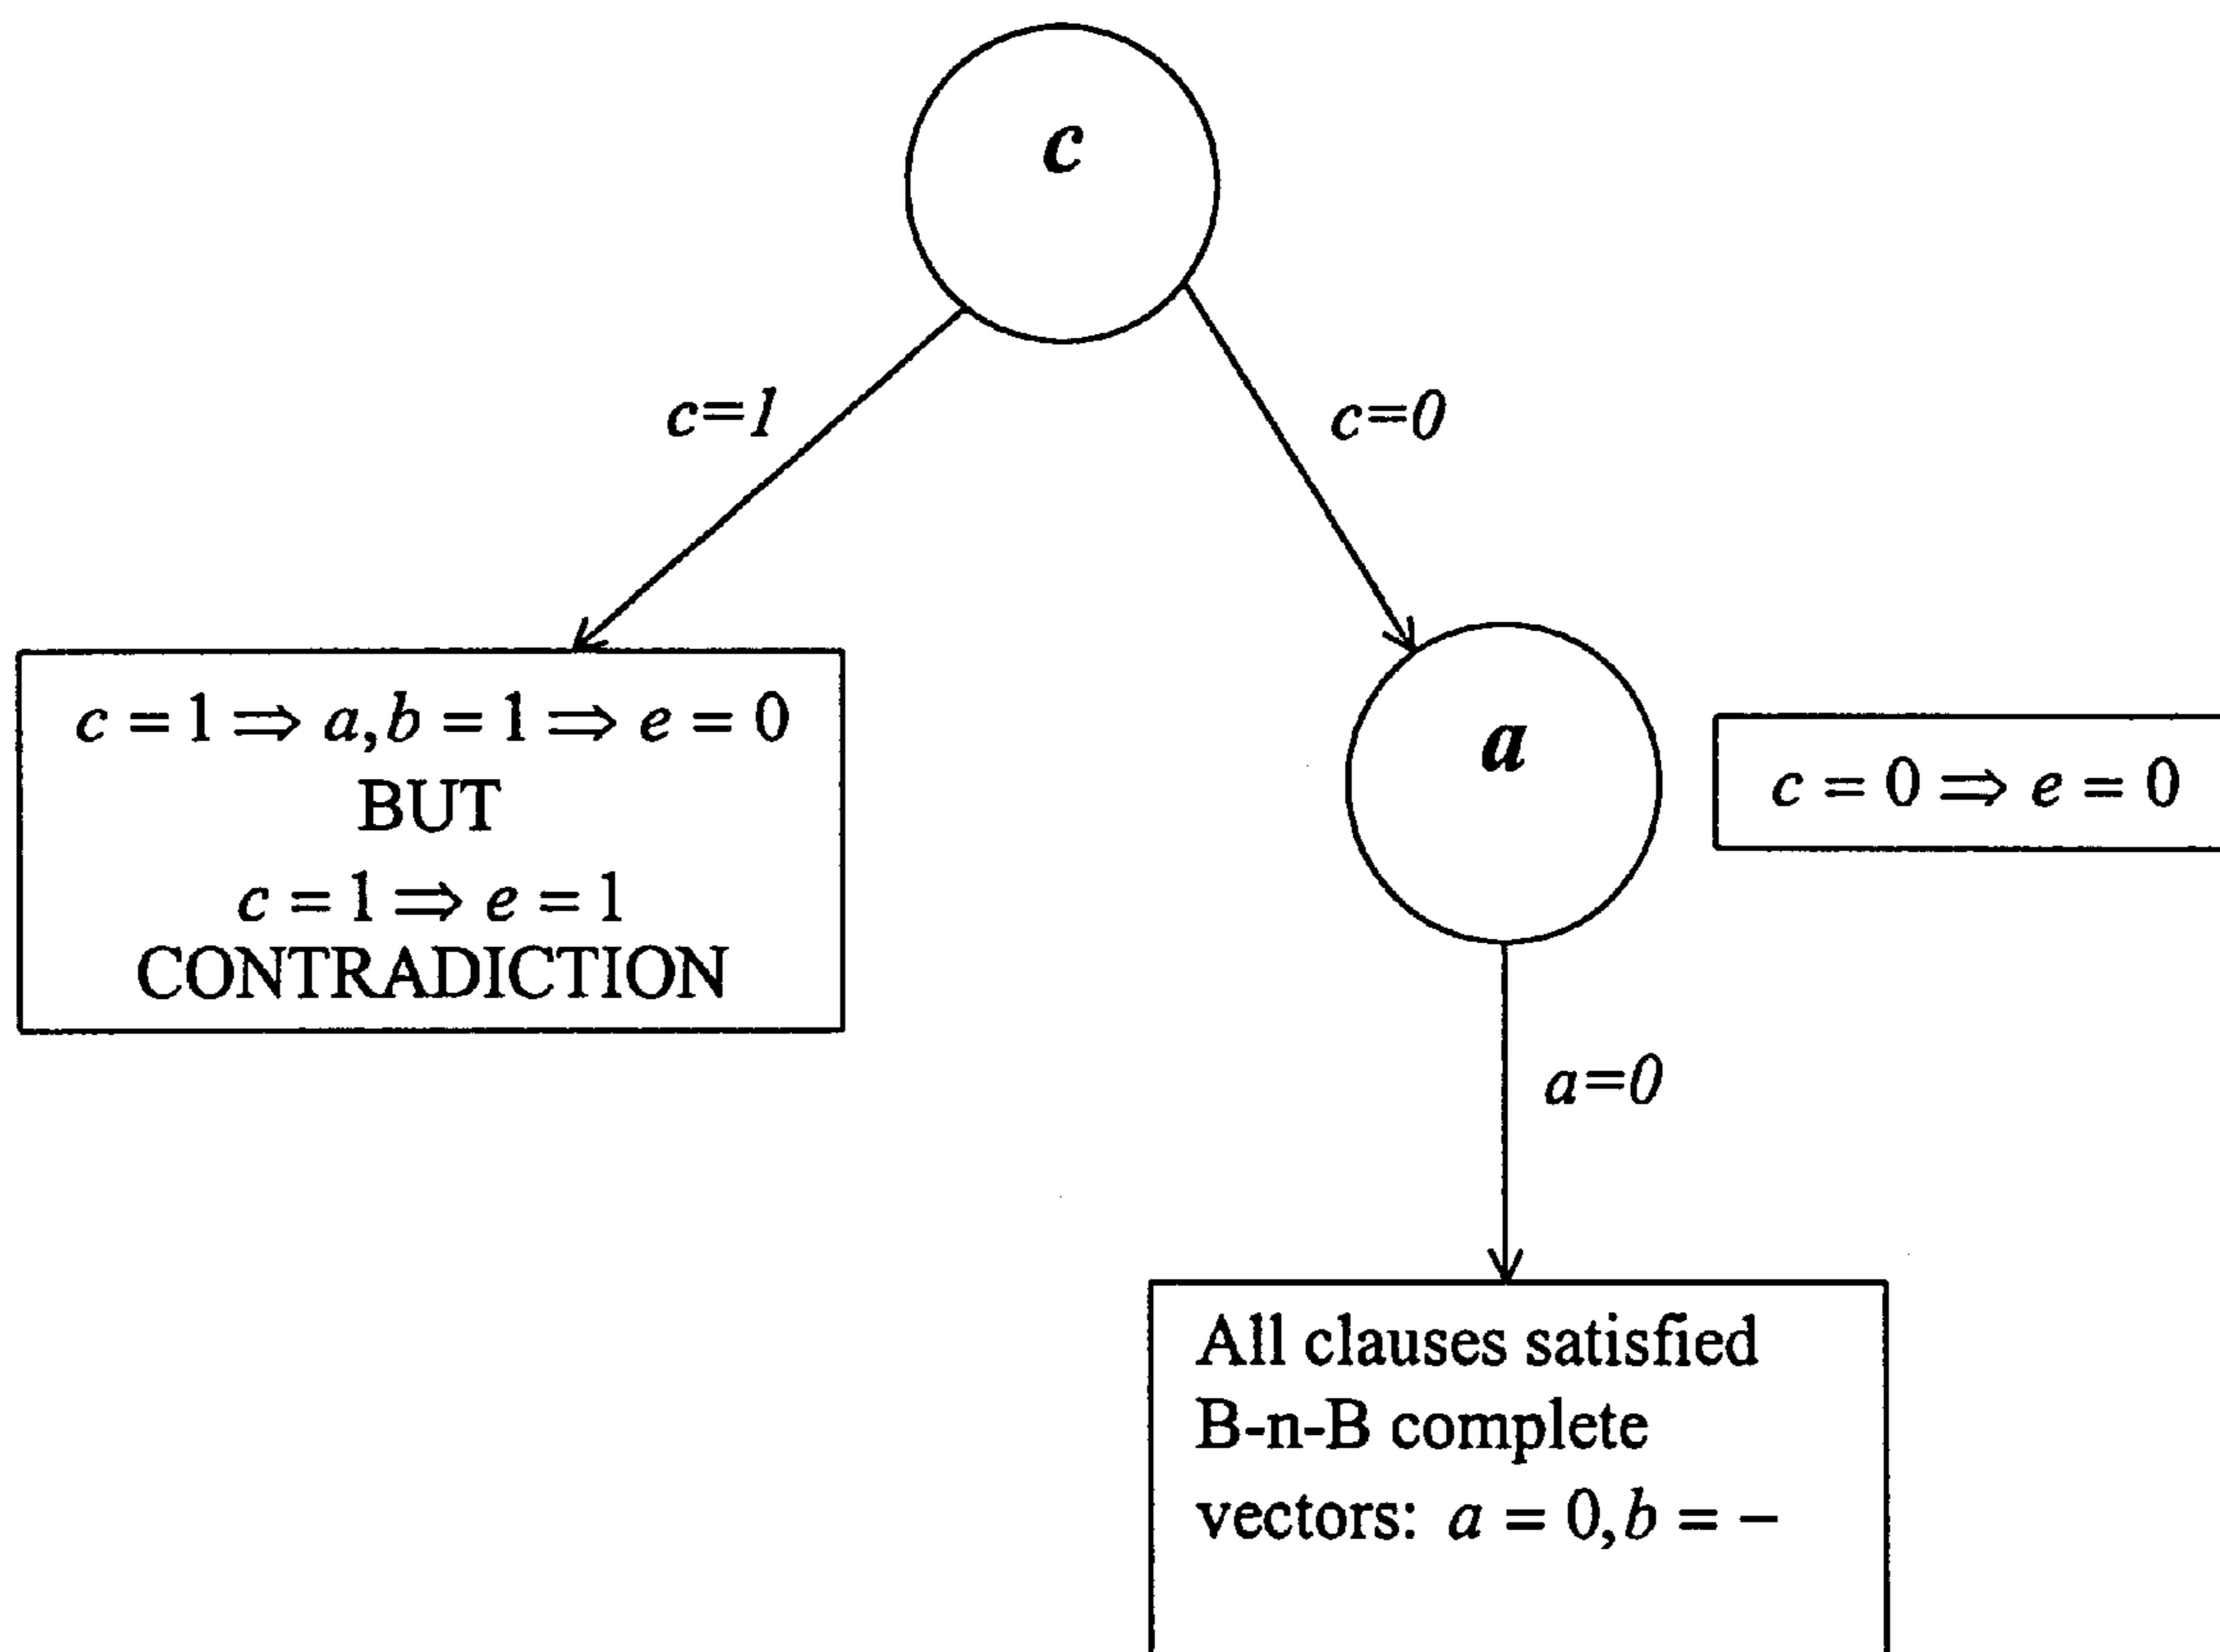 c
c=1
c=0
c = 1 ⇒ a, b = 1 ⇒ e = 0
BUT
c = 1 ⇒ e = 1
CONTRADICTION
a
c = 0 ⇒ e = 0
a=0
All clauses satisfied
B-n-B complete
vectors: a = 0, b = −